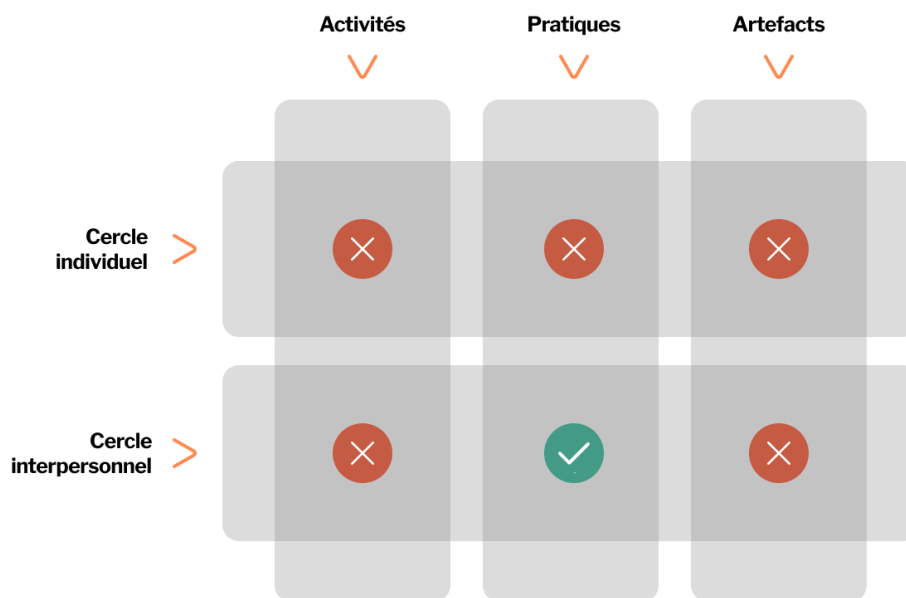 Activités
Pratiques
Artefacts
Cercle
individuel
Cercle
interpersonnel